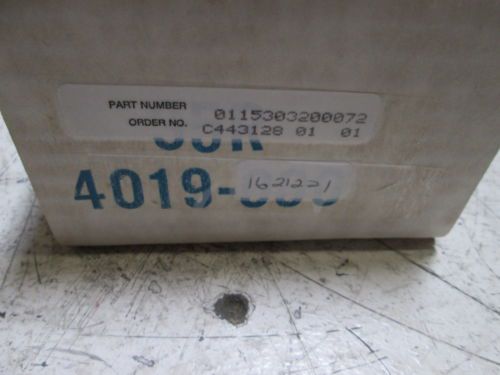 PART NUMBER 0115303200072
ORDER NO. C443128 01 01
4019-
1621221